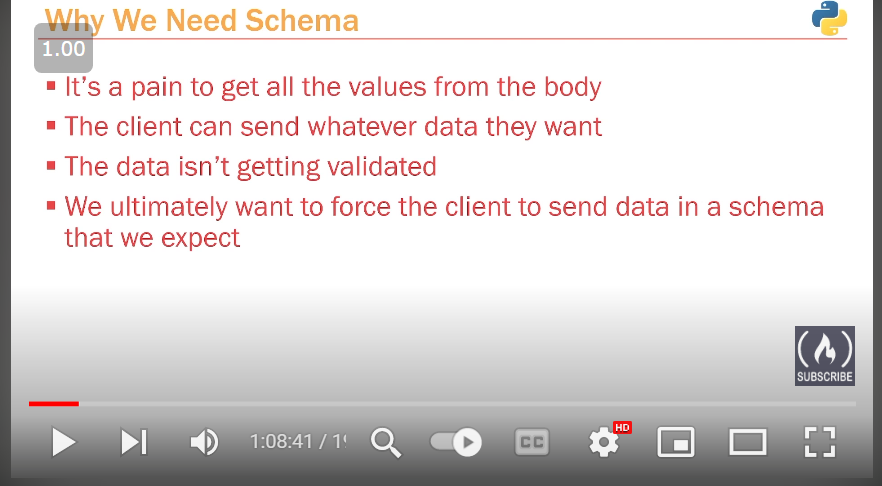 Why We Need Schema
1.00
It's a pain to get all the values from the body
The client can send whatever data they want
The data isn't getting validated
We ultimately want to force the client to send data in a schema
that we expect
SUBSCRIBE
1:08:41 / 1
CC
HD